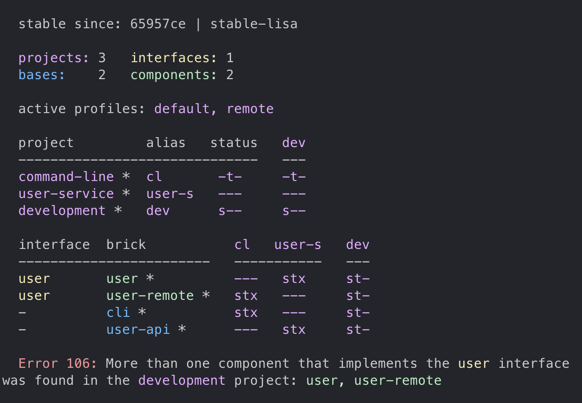 stable since: 65957ce | stable-lisa
projects: 3   interfaces: 1
bases:    2   components: 2
active profiles: default, remote
project         alias   status   dev
------------------------------   ---
command-line *  cl       -t-     -t-
user-service *  user-s   ---     ---
development *   dev      s--     s--
interface  brick           cl   user-s   dev
------------------------   -----------   ---
user       user *          ---   stx     st-
user       user-remote *   stx   ---     st-
-          cli *           stx   ---     st-
-          user-api *      ---   stx     st-
Error 106: More than one component that implements the user interface
was found in the development project: user, user-remote